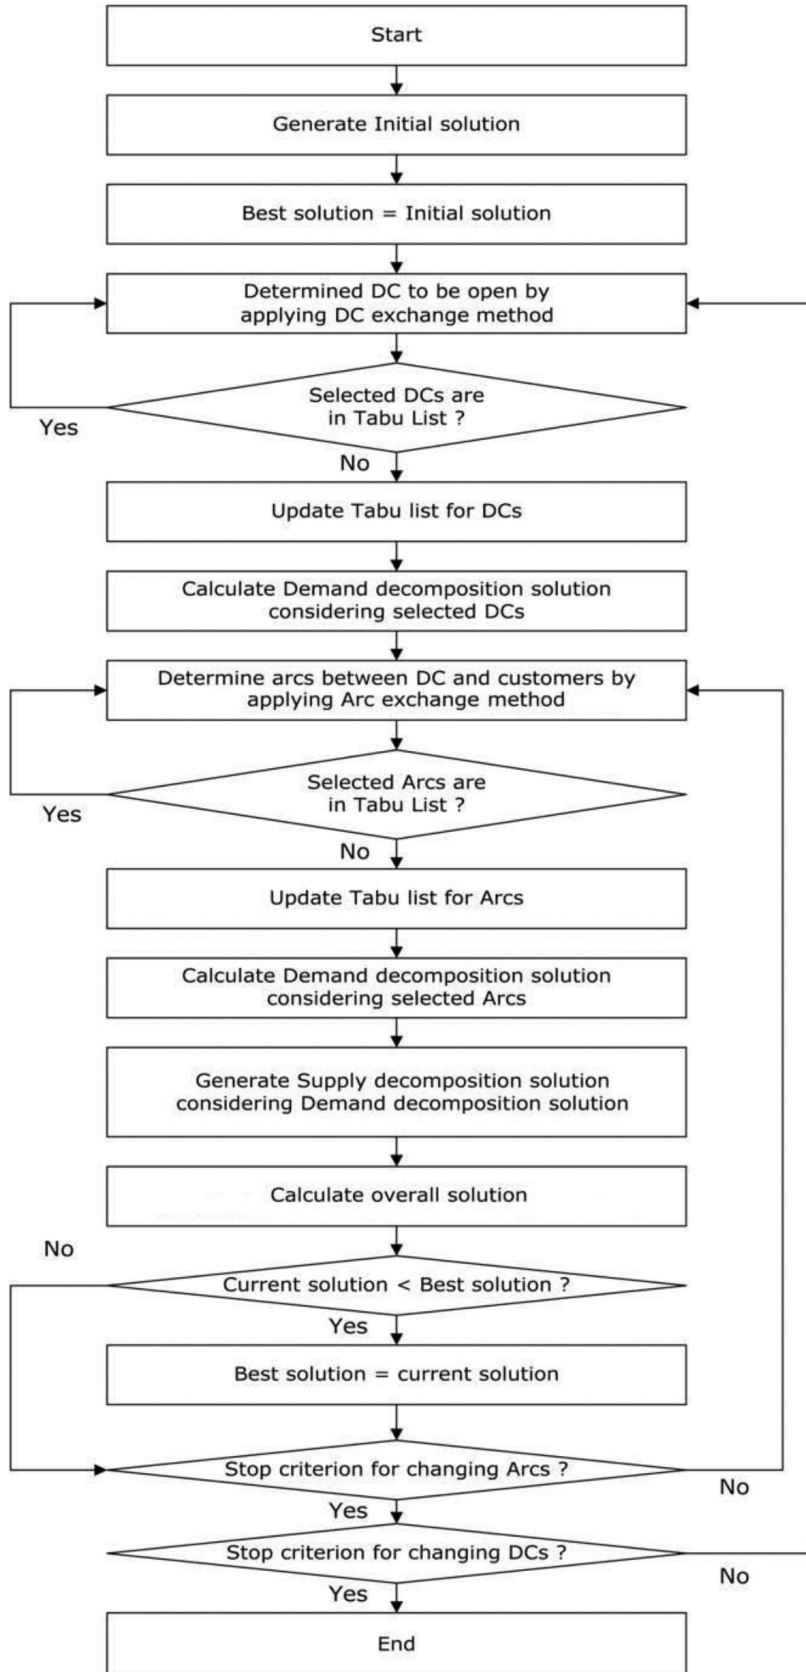 Start
Generate Initial solution
Best solution = Initial solution
Determined DC to be open by
applying DC exchange method
Selected DCs are
in Tabu List ?
Yes
No
Update Tabu list for DCs
Calculate Demand decomposition solution
considering selected DCs
Determine arcs between DC and customers by
applying Arc exchange method
Selected Arcs are
in Tabu List ?
Yes
No
Update Tabu list for Arcs
Calculate Demand decomposition solution
considering selected Arcs
Generate Supply decomposition solution
considering Demand decomposition solution
Calculate overall solution
No
Current solution < Best solution ?
Yes
Best solution = current solution
Stop criterion for changing Arcs ?
No
Yes
Stop criterion for changing DCs ?
No
Yes
End